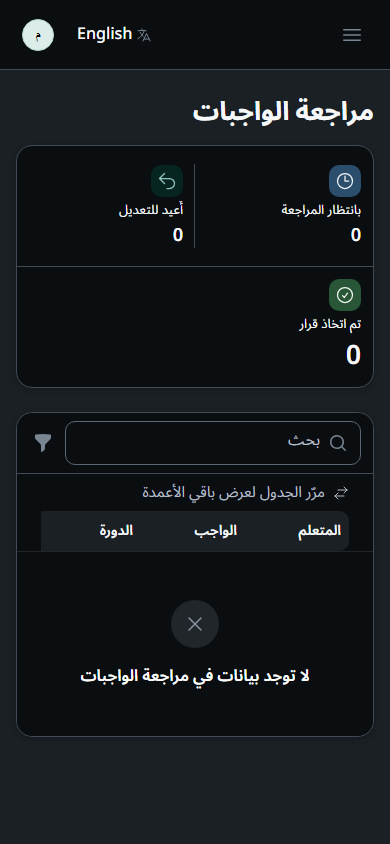 م
English
مراجعة الواجبات
بانتظار المراجعة
0
أعيد للتعديل
0
تم اتخاذ قرار
0
بحث
مرّر الجدول لعرض باقي الأعمدة
المتعلم الواجب الدورة
لا توجد بيانات في مراجعة الواجبات